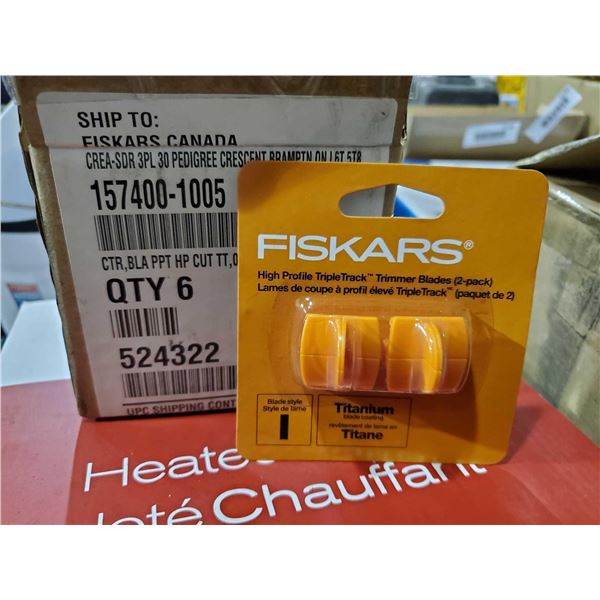 SHIP TO:
FISKARS CANADA
CREA-SDR 3PL 30 PEDIGREE CRESCENT BRAMPTN ON L6T 5T8
157400-1005
CTR,BLA PPT HP CUT TT,
QTY 6
524322
UPC SHIPPING CONT
FISKARS®
High Profile TripleTrack™ Trimmer Blades (2-pack)
Lames de coupe à profil élevé TripleTrack™ (paquet de 2)
Blade style
Style de lame
Titanium
blade coating
revêtement de lame en
Titane
Heate
Chauffant